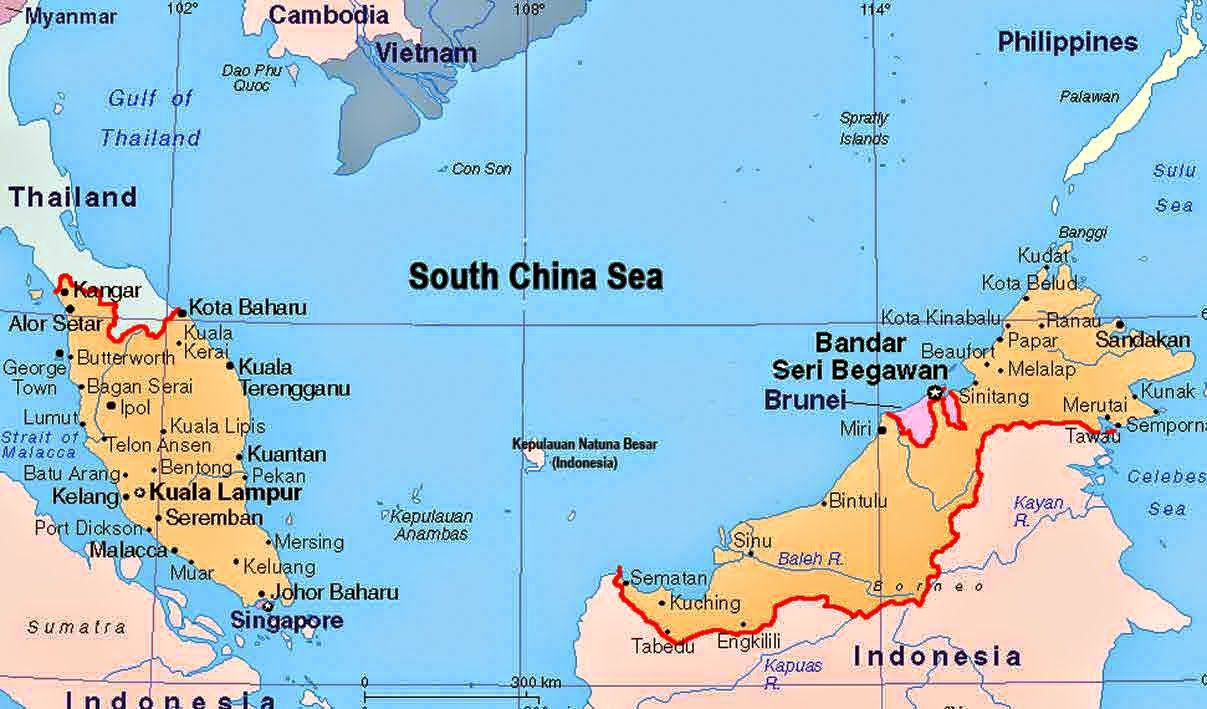 Myanmar
102°
Cambodia
108°
114°
Vietnam
Philippines
Dao Phu
Quoc
Gulf of
Thailand
Palawan
Spratly
Islands
Con Son
Sulu
Sea
Thailand
Banggi
South China Sea
Kudat
Kota Belud
Kangar
Kota Baharu
Alor Setar
Kota Kinabalu
Ranau
6
Kuala
Kerai
Papar
Sandakan
Bandar
Seri Begawan
Beaufort
Butterworth
George
Town
Kuala
Terengganu
Melalap
Bagan Serai
Brunei
Sinitang
Kunak
Ipol
Merutai
Lumut
Kuala Lipis
Miri
Semporna
Tawau
Strait of
Malacca
Telon Ansen
Kepulauan Natuna Besar
(Indonesia)
Kuantan
Batu Arang
Bentong
Pekan
Celebes
Sea
Kelang
Kuala Lampur
Bintulu
Kayan
R.
Seremban
Kepulauan
Anambas
Port Dickson
Mersing
Sinu
Malacca
Baleh R.
Muar
Keluang
Sematan
Borneo
Johor Baharu
Kuching
Singapore
Sumatra
Tabedu
Engkilili
Kapuas
R.
Indonesia
0
300 km
0
Indonesia